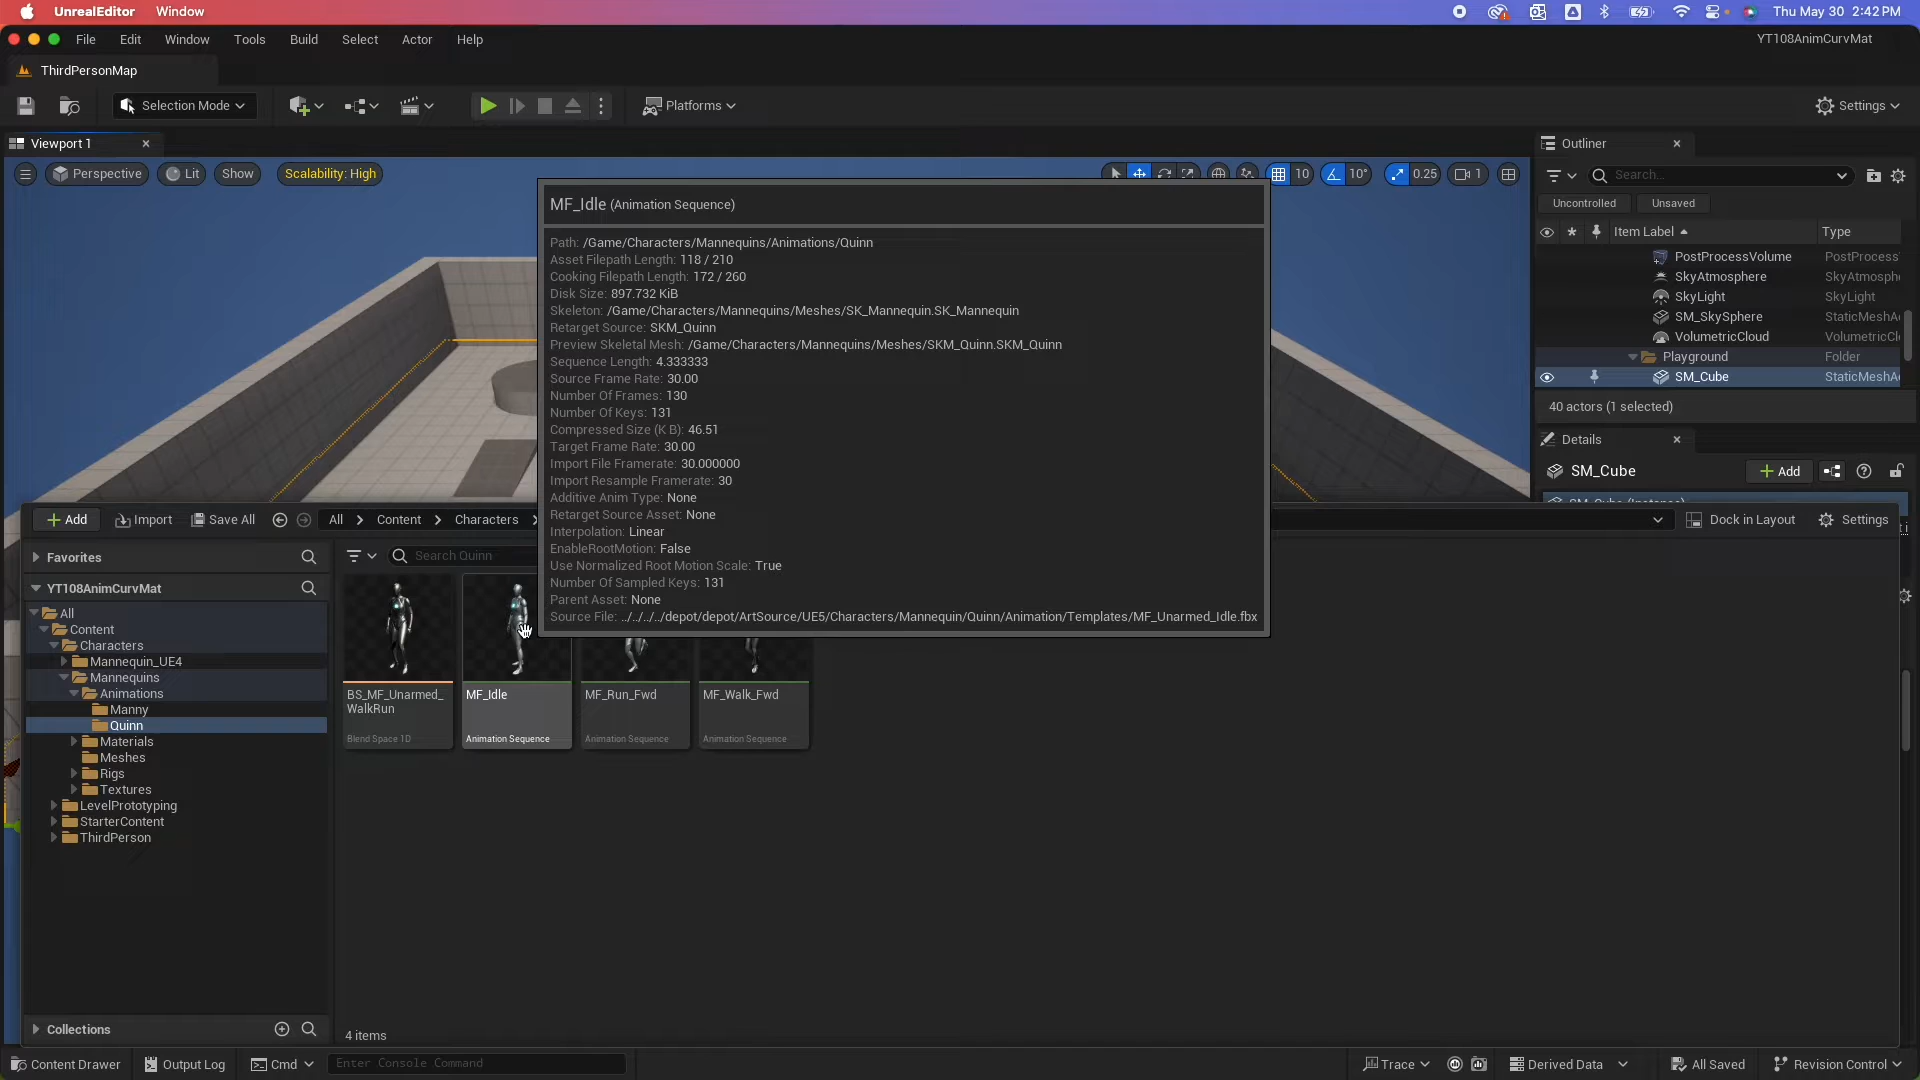 UnrealEditor Window
Thu May 30 2:42 PM
File Edit Window Tools Build Select Actor Help
YT108AnimCurvMat
ThirdPersonMap
Selection Mode
Platforms
Settings
Viewport 1
Outliner
Perspective Lit Show Scalability: High
10 10° 0.25 1
Search...
Uncontrolled Unsaved
Item Label Type
PostProcessVolume PostProcess
SkyAtmosphere SkyAtmosph
SkyLight SkyLight
SM_SkySphere StaticMeshA
VolumetricCloud VolumetricCl
Playground Folder
SM_Cube StaticMeshA
40 actors (1 selected)
Details
SM_Cube
Add
MF_Idle (Animation Sequence)
Path: /Game/Characters/Mannequins/Animations/Quinn
Asset Filepath Length: 118 / 210
Cooking Filepath Length: 172 / 260
Disk Size: 897.732 KiB
Skeleton: /Game/Characters/Mannequins/Meshes/SK_Mannequin.SK_Mannequin
Retarget Source: SKM_Quinn
Preview Skeletal Mesh: /Game/Characters/Mannequins/Meshes/SKM_Quinn.SKM_Quinn
Sequence Length: 4.333333
Source Frame Rate: 30.00
Number Of Frames: 130
Number Of Keys: 131
Compressed Size (K B): 46.51
Target Frame Rate: 30.00
Import File Framerate: 30.000000
Import Resample Framerate: 30
Additive Anim Type: None
Retarget Source Asset: None
Interpolation: Linear
EnableRootMotion: False
Use Normalized Root Motion Scale: True
Number Of Sampled Keys: 131
Parent Asset: None
Source File: ../../../../depot/depot/ArtSource/UE5/Characters/Mannequin/Quinn/Animation/Templates/MF_Unarmed_Idle.fbx
Add Import Save All All Content Characters
Dock in Layout Settings
Favorites
Search Quinn
YT108AnimCurvMat
All
Content
Characters
Mannequin_UE4
Mannequins
Animations
Manny
Quinn
Materials
Meshes
Rigs
Textures
LevelPrototyping
StarterContent
ThirdPerson
BS_MF_Unarmed_
WalkRun
Blend Space 1D
MF_Idle
Animation Sequence
MF_Run_Fwd
Animation Sequence
MF_Walk_Fwd
Animation Sequence
Collections
4 items
Content Drawer Output Log Cmd Enter Console Command
Trace Derived Data All Saved Revision Control